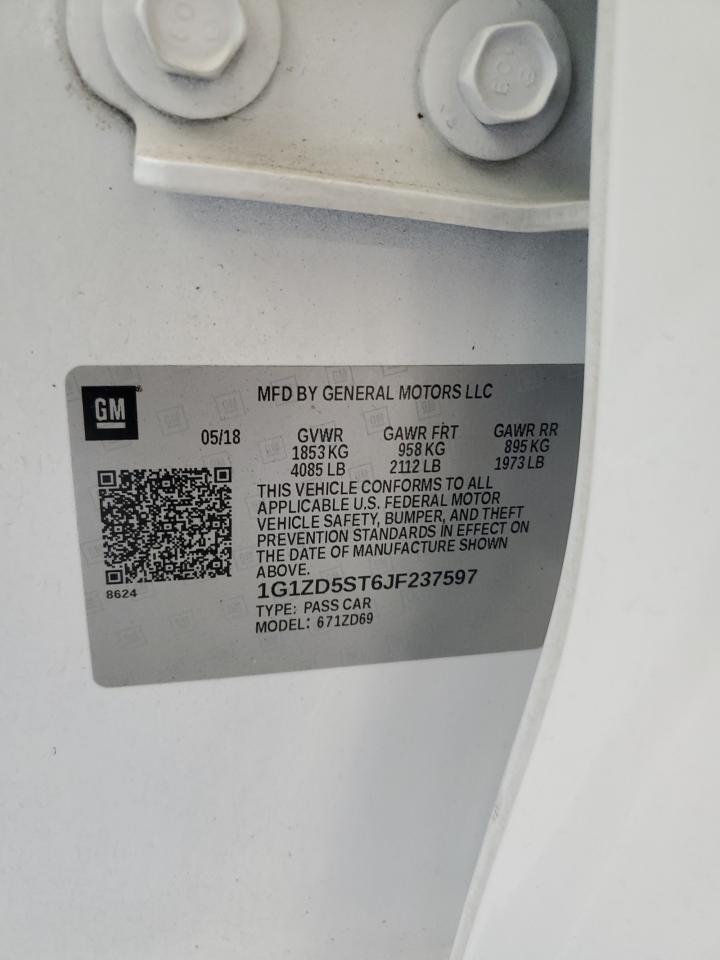 GM
MFD BY GENERAL MOTORS LLC
05/18 GVWR GAWR FRT GAWR RR
1853 KG 958 KG 895 KG
4085 LB 2112 LB 1973 LB
THIS VEHICLE CONFORMS TO ALL
APPLICABLE U.S. FEDERAL MOTOR
VEHICLE SAFETY, BUMPER, AND THEFT
PREVENTION STANDARDS IN EFFECT ON
THE DATE OF MANUFACTURE SHOWN
ABOVE.
8624
1G1ZD5ST6JF237597
TYPE: PASS CAR
MODEL: 671ZD69